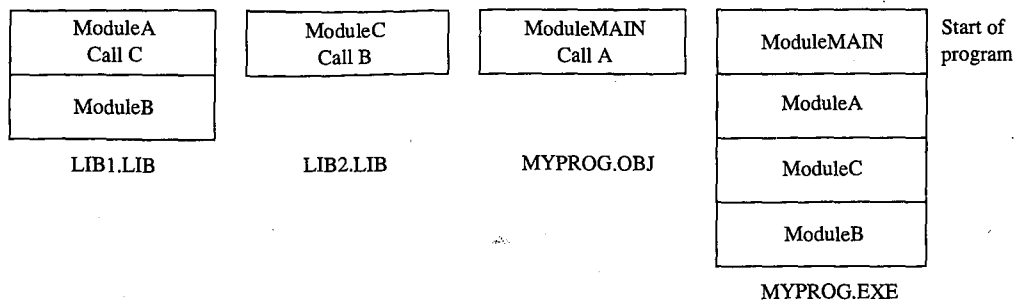 ModuleA
Call C
ModuleB
LIB1.LIB
ModuleC
Call B
LIB2.LIB
ModuleMAIN
Call A
MYPROG.OBJ
ModuleMAIN
ModuleA
ModuleC
ModuleB
MYPROG.EXE
Start of
program